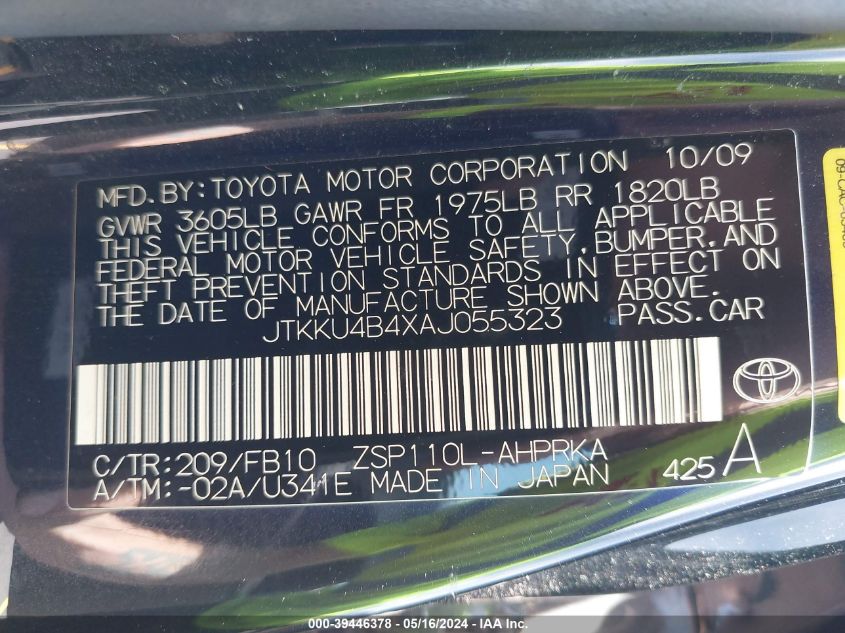 MFD.BY:TOYOTA MOTOR CORPORATION 10/09
GVWR 3605LB GAWR FR 1975LB RR 1820LB
THIS VEHICLE CONFORMS TO ALL APPLICABLE
FEDERAL MOTOR VEHICLE SAFETY,BUMPER,AND
THEFT PREVENTION STANDARDS IN EFFECT ON
THE DATE OF MANUFACTURE SHOWN ABOVE.
JTKKU4B4XAJ055323 PASS.CAR
C/TR:209/FB10 ZSP110L-AHPRKA
A/TM:-02A/U341E MADE IN JAPAN 425A
000-39446378 - 05/16/2024 - IAA Inc.